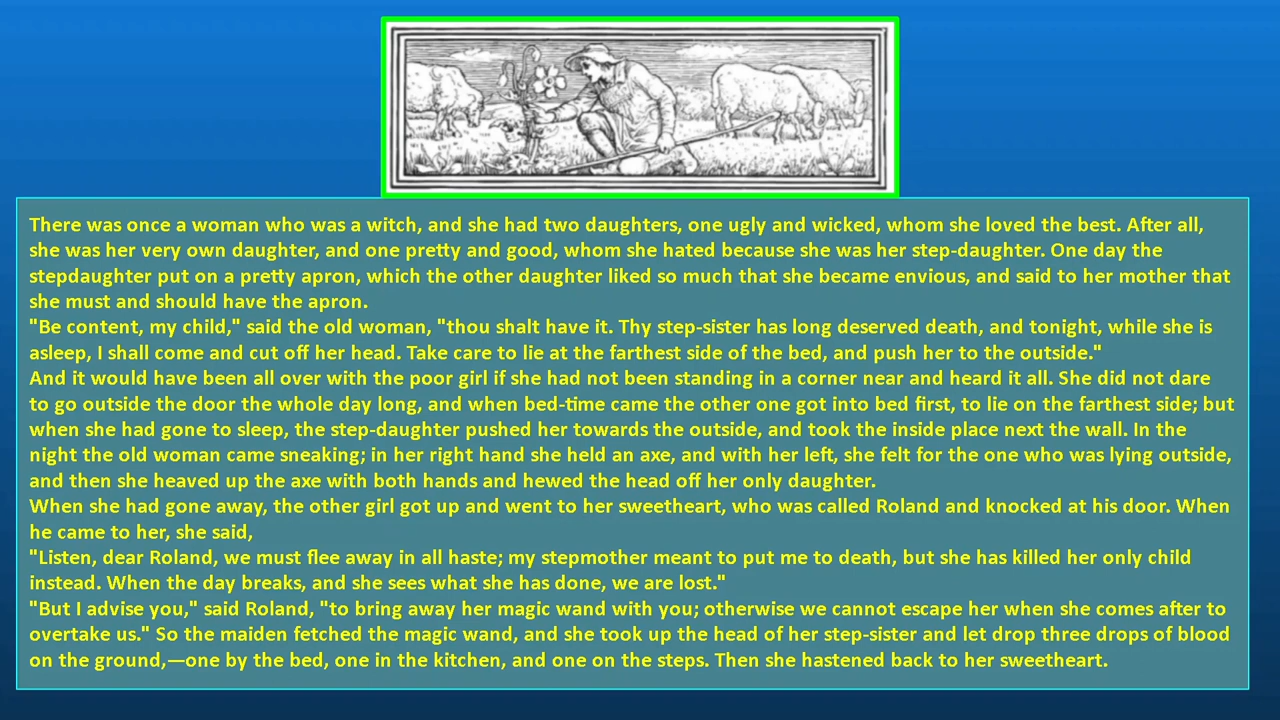 There was once a woman who was a witch, and she had two daughters, one ugly and wicked, whom she loved the best. After all,
she was her very own daughter, and one pretty and good, whom she hated because she was her step-daughter. One day the
stepdaughter put on a pretty apron, which the other daughter liked so much that she became envious, and said to her mother that
she must and should have the apron.
"Be content, my child," said the old woman, "thou shalt have it. Thy step-sister has long deserved death, and tonight, while she is
asleep, I shall come and cut off her head. Take care to lie at the farthest side of the bed, and push her to the outside."
And it would have been all over with the poor girl if she had not been standing in a corner near and heard it all. She did not dare
to go outside the door the whole day long, and when bed-time came the other one got into bed first, to lie on the farthest side; but
when she had gone to sleep, the step-daughter pushed her towards the outside, and took the inside place next the wall. In the
night the old woman came sneaking; in her right hand she held an axe, and with her left, she felt for the one who was lying outside,
and then she heaved up the axe with both hands and hewed the head off her only daughter.
When she had gone away, the other girl got up and went to her sweetheart, who was called Roland and knocked at his door. When
he came to her, she said,
"Listen, dear Roland, we must flee away in all haste; my stepmother meant to put me to death, but she has killed her only child
instead. When the day breaks, and she sees what she has done, we are lost."
"But I advise you," said Roland, "to bring away her magic wand with you; otherwise we cannot escape her when she comes after to
overtake us." So the maiden fetched the magic wand, and she took up the head of her step-sister and let drop three drops of blood
on the ground,—one by the bed, one in the kitchen, and one on the steps. Then she hastened back to her sweetheart.